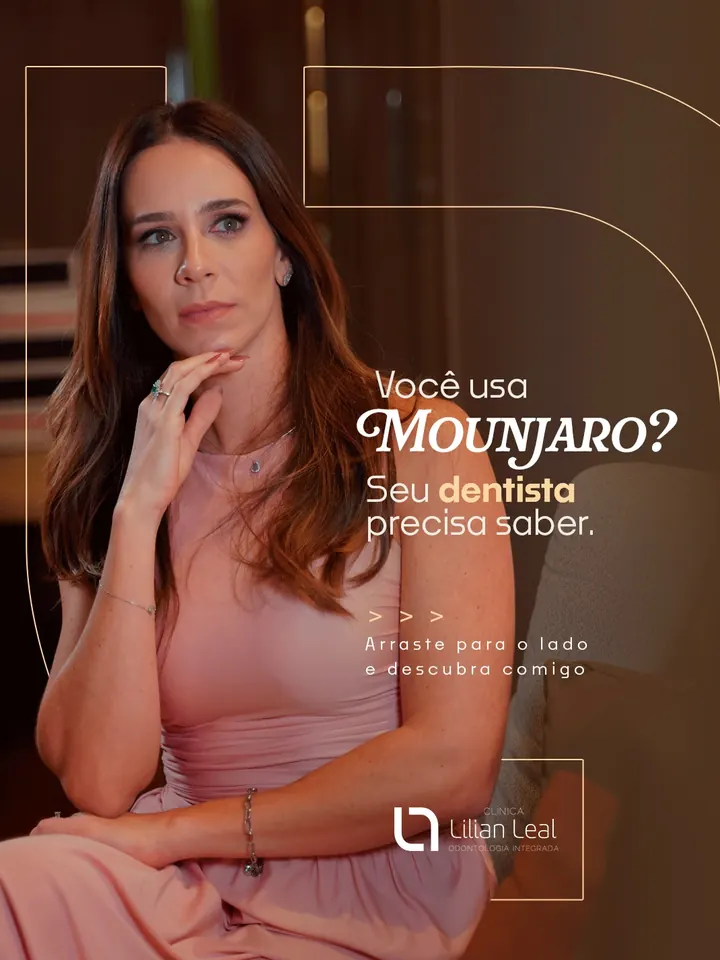 Você usa
MOUNJARO?
Seu dentista
precisa saber.
> > >
Arraste para o lado
e descubra comigo
CLÍNICA
Lilian Leal
ODONTOLOGIA INTEGRADA